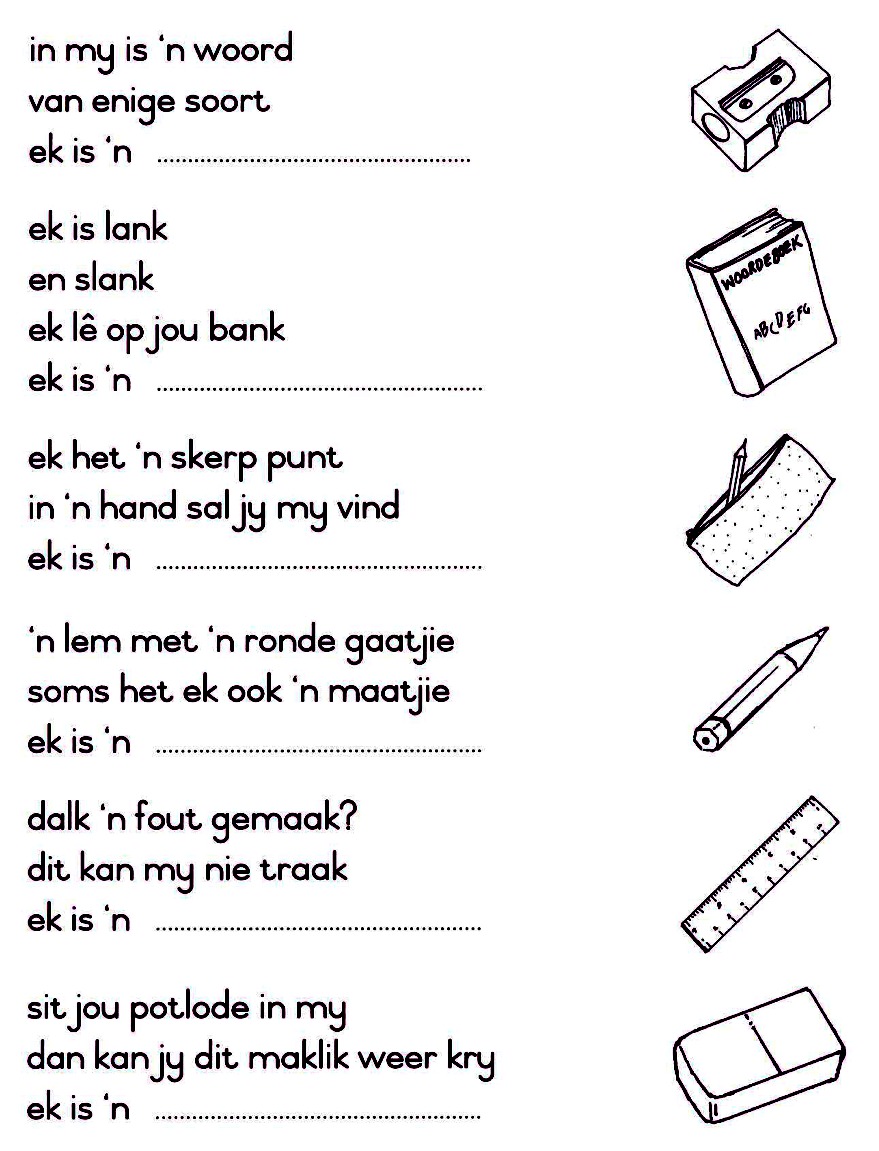 in my is ‘n woord
van enige soort
ek is ‘n ............................................................
WOORDEBOEK
ABCDEFG
ek is lank
en slank
ek lê op jou bank
ek is ‘n ............................................................
ek het ‘n skerp punt
in ‘n hand sal jy my vind
ek is ‘n ............................................................
‘n lem met ‘n ronde gaatjie
soms het ek ook ‘n maatjie
ek is ‘n ............................................................
dalk ‘n fout gemaak?
dit kan my nie traak
ek is ‘n ............................................................
sit jou potlode in my
dan kan jy dit maklik weer kry
ek is ‘n ............................................................